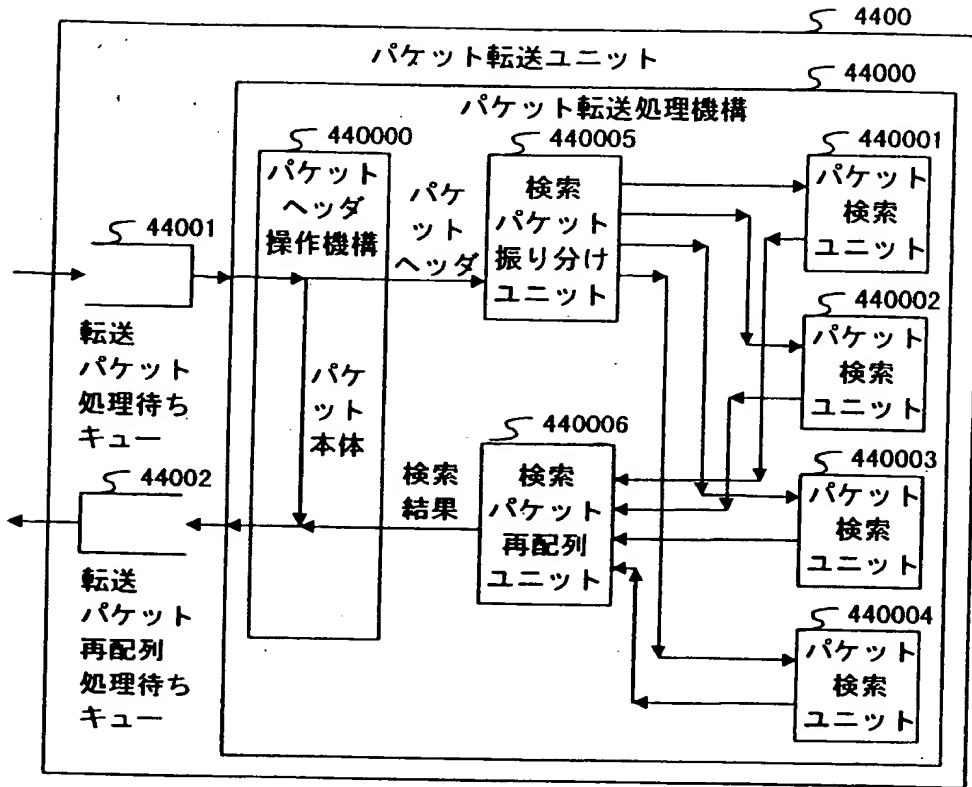 4400
パケット転送ユニット
44000
パケット転送処理機構
440000
パケット
ヘッダ
操作機構
パケ
ット
ヘッダ
440005
検索
パケット
振り分け
ユニット
440001
パケット
検索
ユニット
44001
転送
パケット
処理待ち
キュー
パケ
ット
本体
440002
パケット
検索
ユニット
44002
転送
パケット
再配列
処理待ち
キュー
検索
結果
440006
検索
パケット
再配列
ユニット
440003
パケット
検索
ユニット
440004
パケット
検索
ユニット